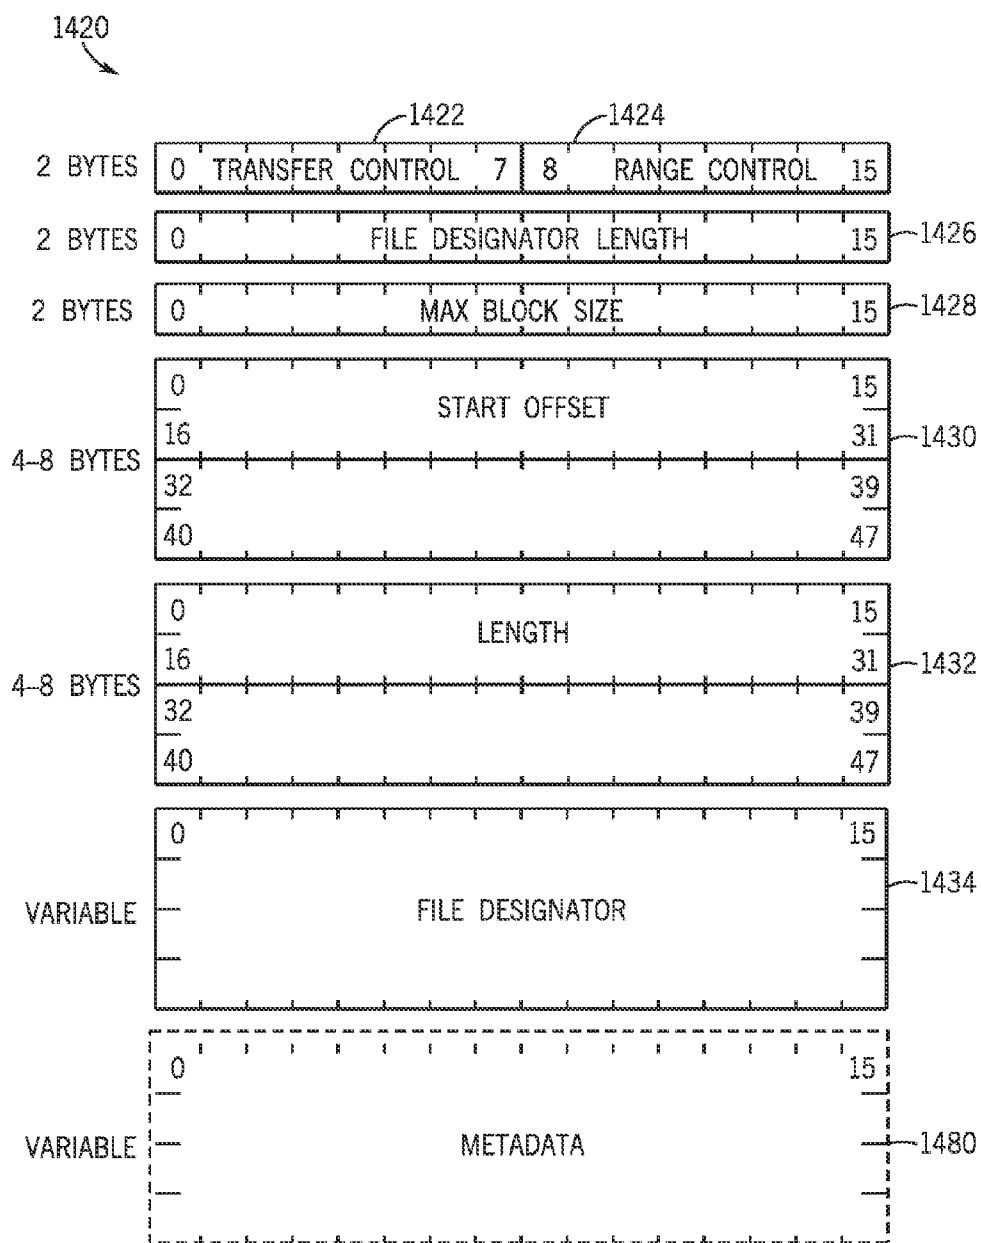 1420
1422 1424
2 BYTES 0 TRANSFER CONTROL 7 8 RANGE CONTROL 15
2 BYTES 0 FILE DESIGNATOR LENGTH 15 1426
2 BYTES 0 MAX BLOCK SIZE 15 1428
0 15
START OFFSET
16 31 1430
4–8 BYTES
32 39
40 47
0 15
LENGTH
16 31 1432
4–8 BYTES
32 39
40 47
0 15
1434
VARIABLE FILE DESIGNATOR
0 15
VARIABLE METADATA 1480